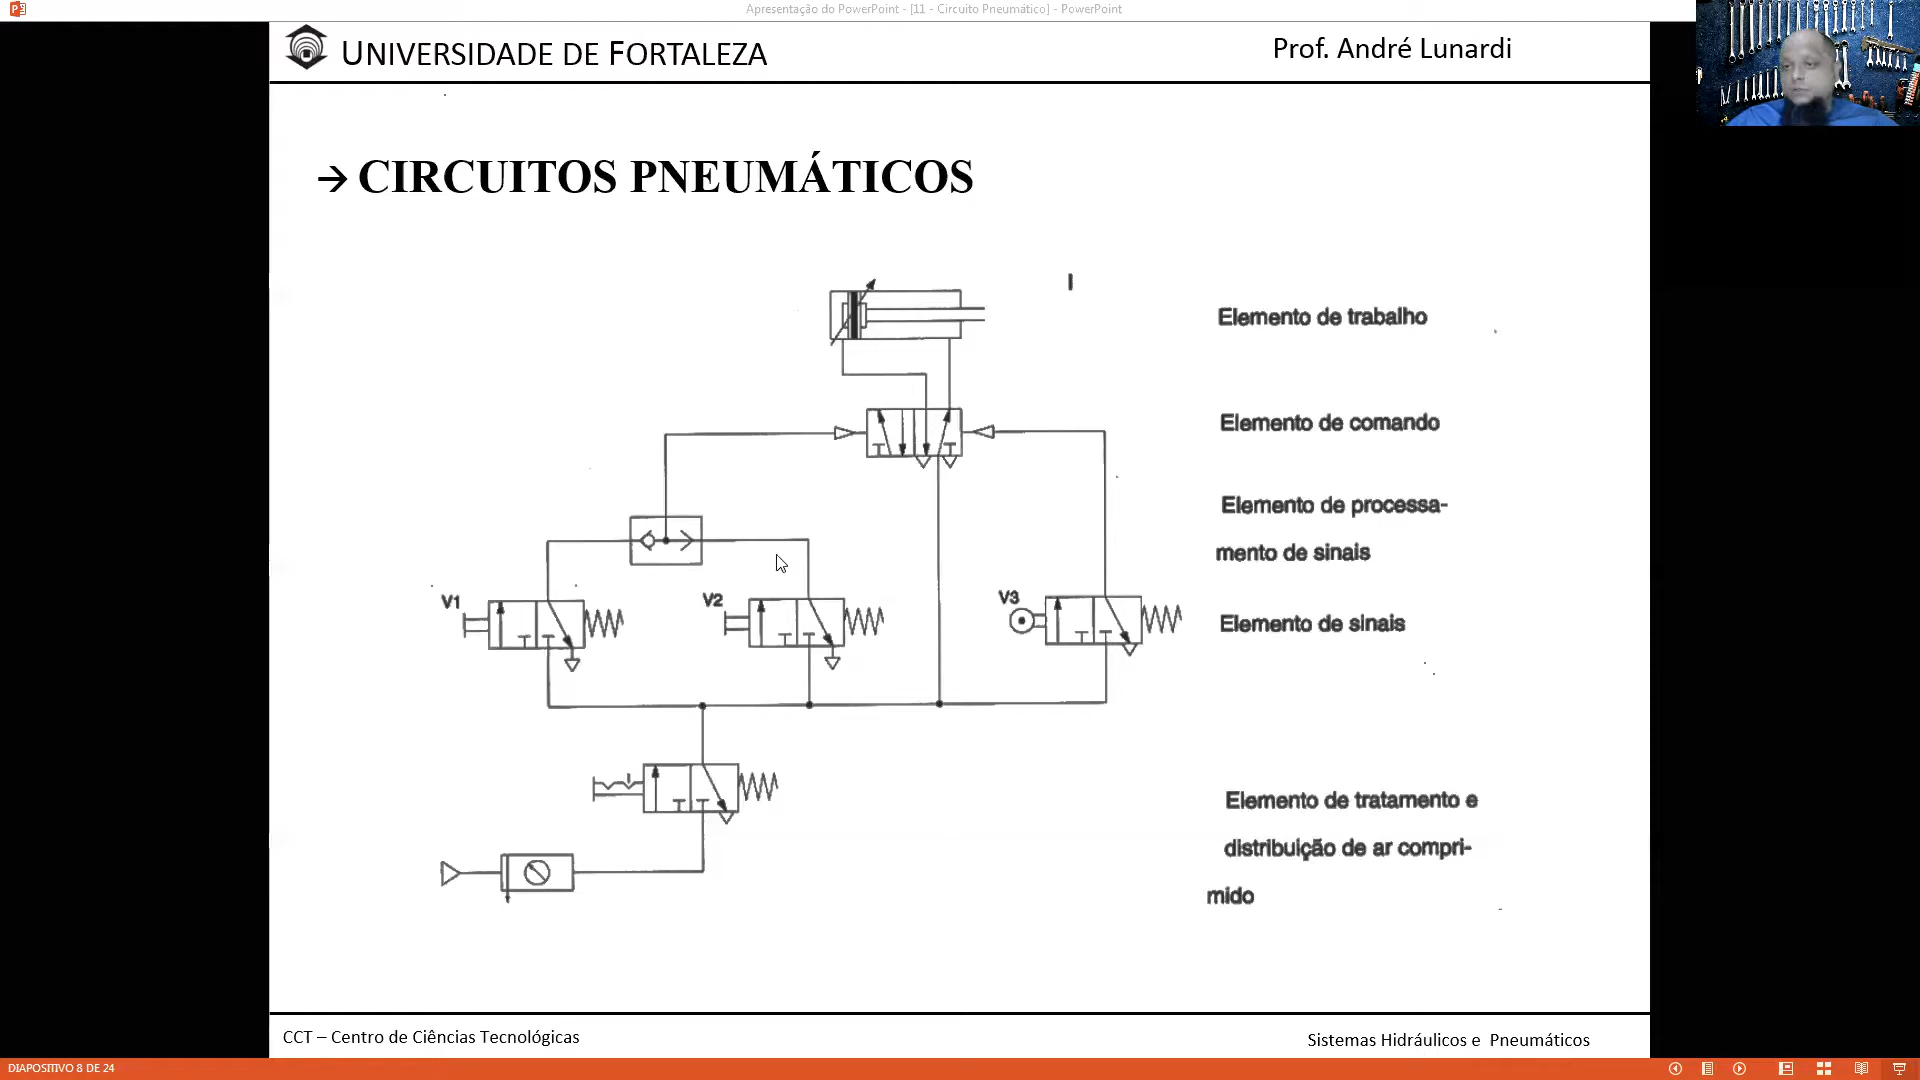 Apresentação do PowerPoint - [11 - Circuito Pneumático] - PowerPoint
UNIVERSIDADE DE FORTALEZA
Prof. André Lunardi
→ CIRCUITOS PNEUMÁTICOS
Elemento de trabalho
Elemento de comando
Elemento de processa-
mento de sinais
V1
V2
V3
Elemento de sinais
Elemento de tratamento e
distribuição de ar compri-
mido
CCT – Centro de Ciências Tecnológicas
Sistemas Hidráulicos e Pneumáticos
DIAPOSITIVO 8 DE 24